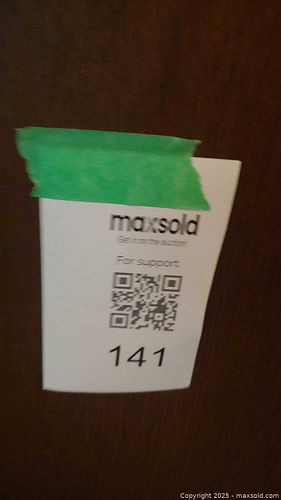 maxsold
Get in on the auction!
For support:
141
Copyright 2025 - maxsold.com